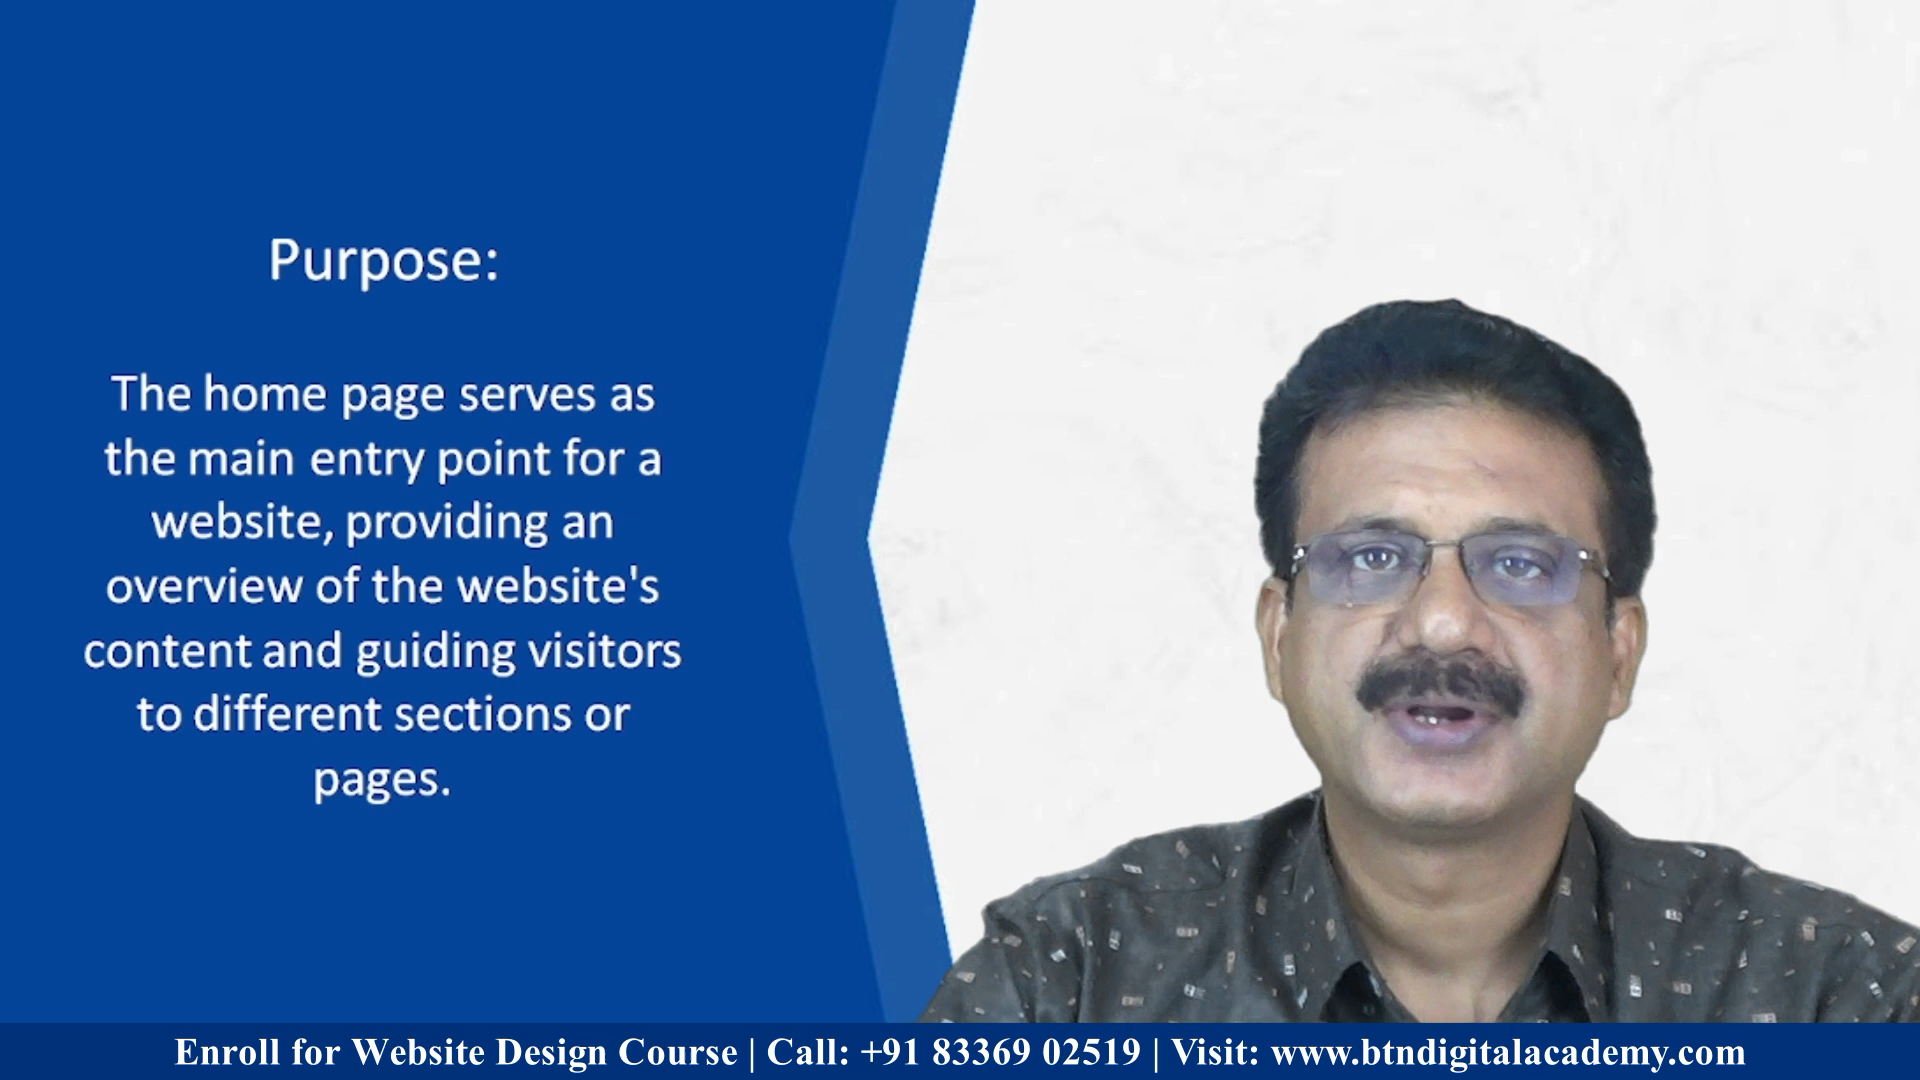 Purpose:
The home page serves as
the main entry point for a
website, providing an
overview of the website's
content and guiding visitors
to different sections or
pages.
Enroll for Website Design Course | Call: +91 83369 02519 | Visit: www.btndigitalacademy.com